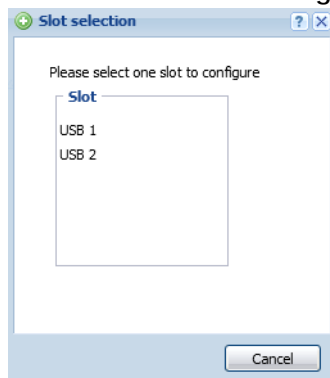 Slot selection
Please select one slot to configure
Slot
USB 1
USB 2
Cancel